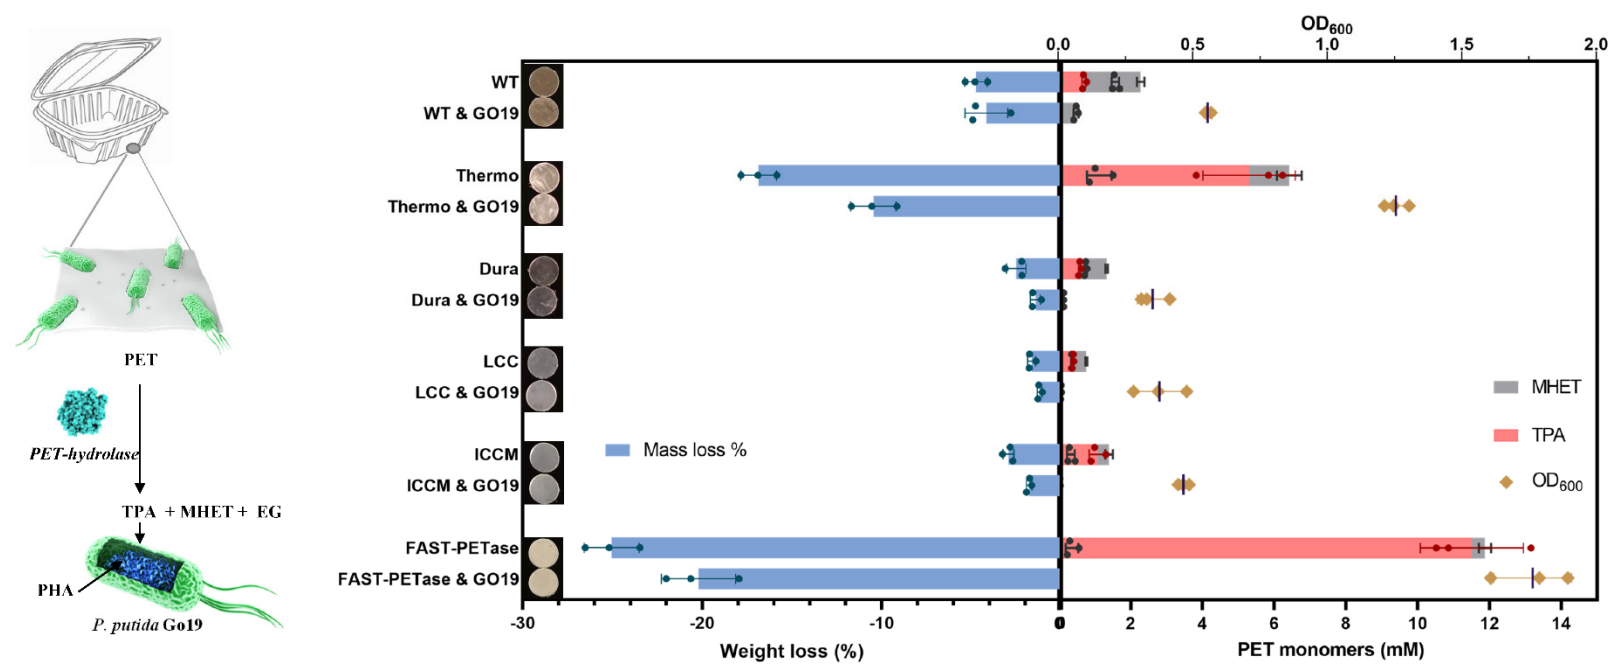 PET
PET-hydrolase
TPA + MHET + EG
PHA
P. putida Go19
OD600
0.0 0.5 1.0 1.5 2.0
WT
WT & GO19
Thermo
Thermo & GO19
Dura
Dura & GO19
LCC
LCC & GO19
ICCM
ICCM & GO19
FAST-PETase
FAST-PETase & GO19
Mass loss %
MHET
TPA
OD600
-30 -20 -10 0 0 2 4 6 8 10 12 14
Weight loss (%)
PET monomers (mM)